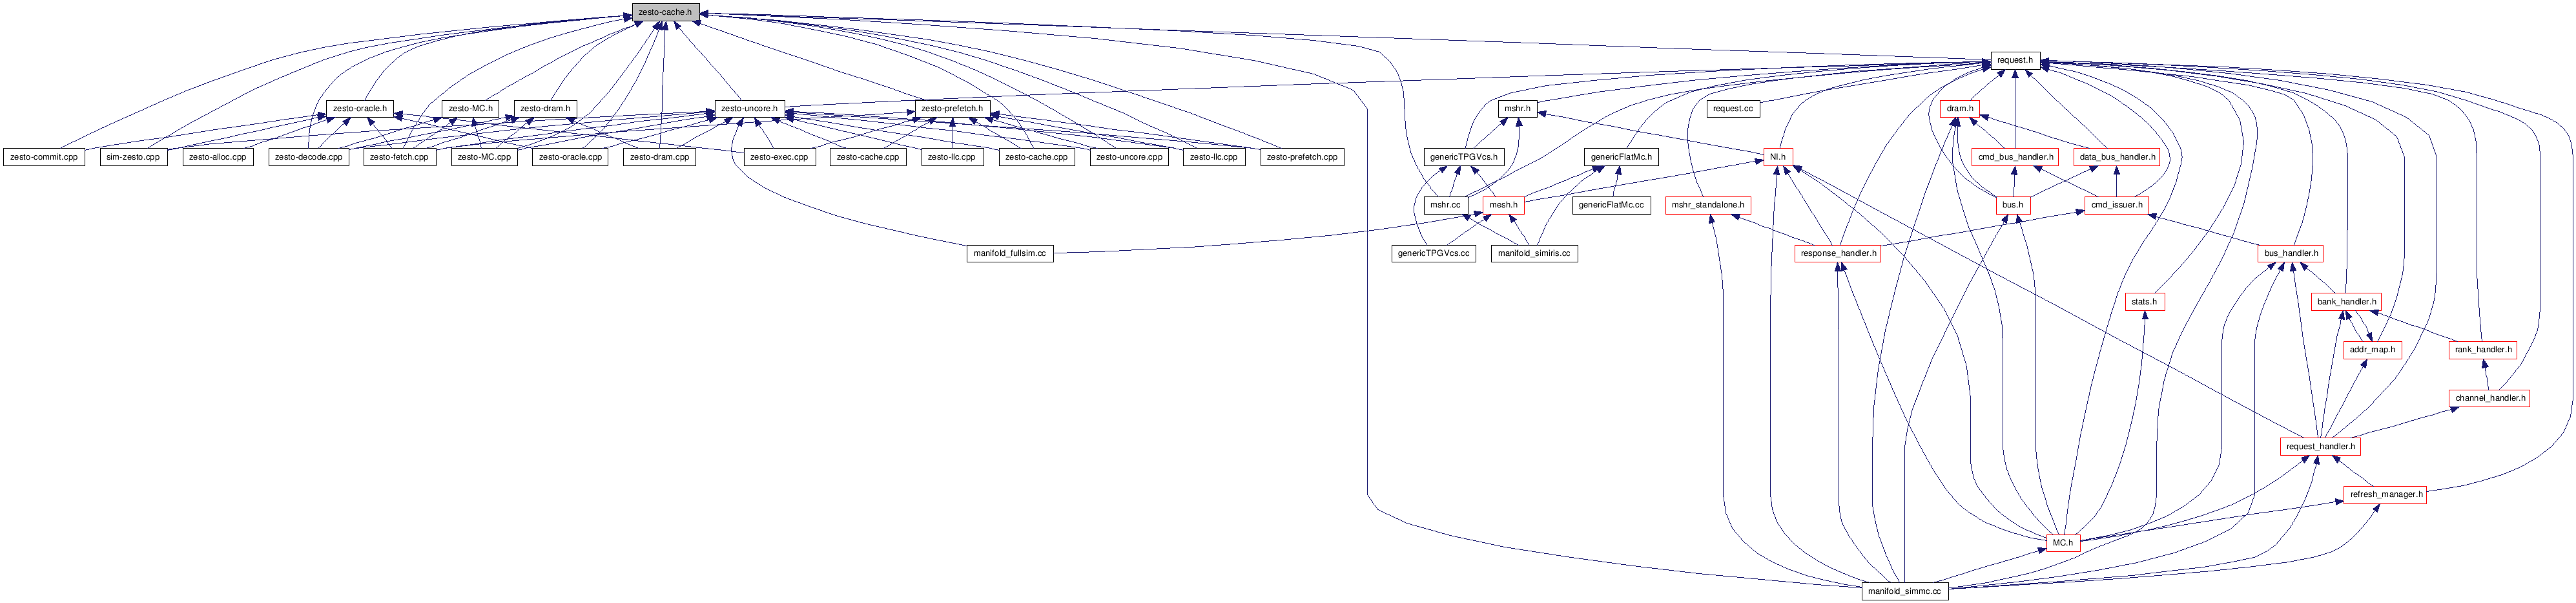 zesto-cache.h
request.h
zesto-oracle.h
zesto-MC.h
zesto-dram.h
zesto-uncore.h
zesto-prefetch.h
mshr.h
request.cc
dram.h
zesto-commit.cpp
sim-zesto.cpp
zesto-alloc.cpp
zesto-decode.cpp
zesto-fetch.cpp
zesto-MC.cpp
zesto-oracle.cpp
zesto-dram.cpp
zesto-exec.cpp
zesto-cache.cpp
zesto-llc.cpp
zesto-cache.cpp
zesto-uncore.cpp
zesto-llc.cpp
zesto-prefetch.cpp
genericTPGVcs.h
genericFlatMc.h
NI.h
cmd_bus_handler.h
data_bus_handler.h
mshr.cc
mesh.h
genericFlatMc.cc
mshr_standalone.h
bus.h
cmd_issuer.h
manifold_fullsim.cc
genericTPGVcs.cc
manifold_simiris.cc
response_handler.h
bus_handler.h
stats.h
bank_handler.h
addr_map.h
rank_handler.h
channel_handler.h
request_handler.h
refresh_manager.h
MC.h
manifold_simmc.cc